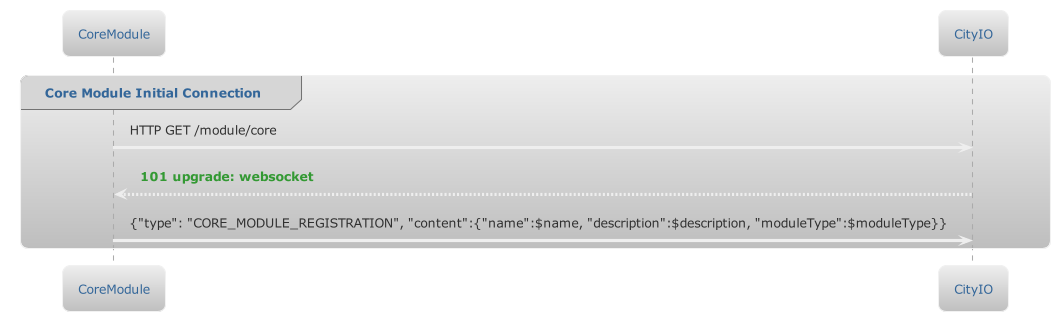 CoreModule
CityIO
Core Module Initial Connection
HTTP GET /module/core
101 upgrade: websocket
{"type": "CORE_MODULE_REGISTRATION", "content":{"name":$name, "description":$description, "moduleType":$moduleType}}
CoreModule
CityIO